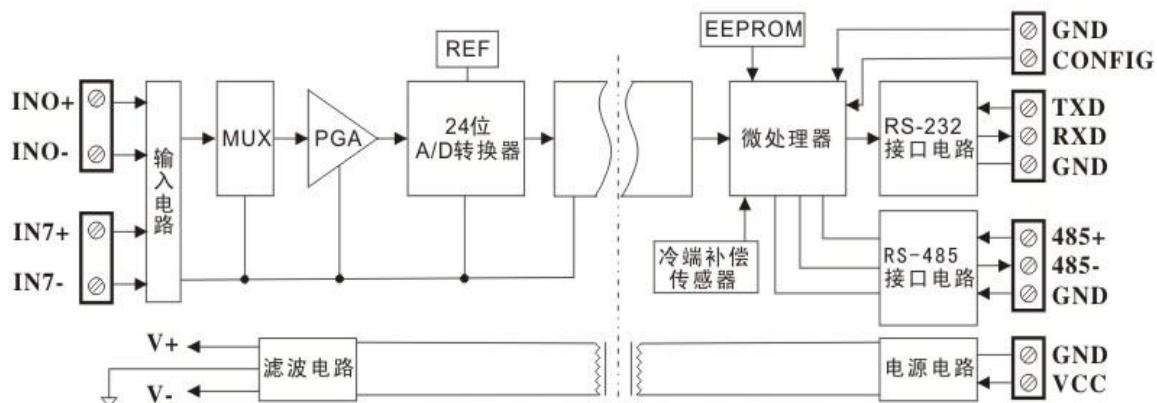 EEPROM
GND
CONFIG
REF
INO+
INO-
IN7+
IN7-
输入电路
MUX
PGA
24位
A/D转换器
微处理器
RS-232
接口电路
TXD
RXD
GND
冷端补偿
传感器
RS-485
接口电路
485+
485-
GND
V+
V-
滤波电路
电源电路
GND
VCC